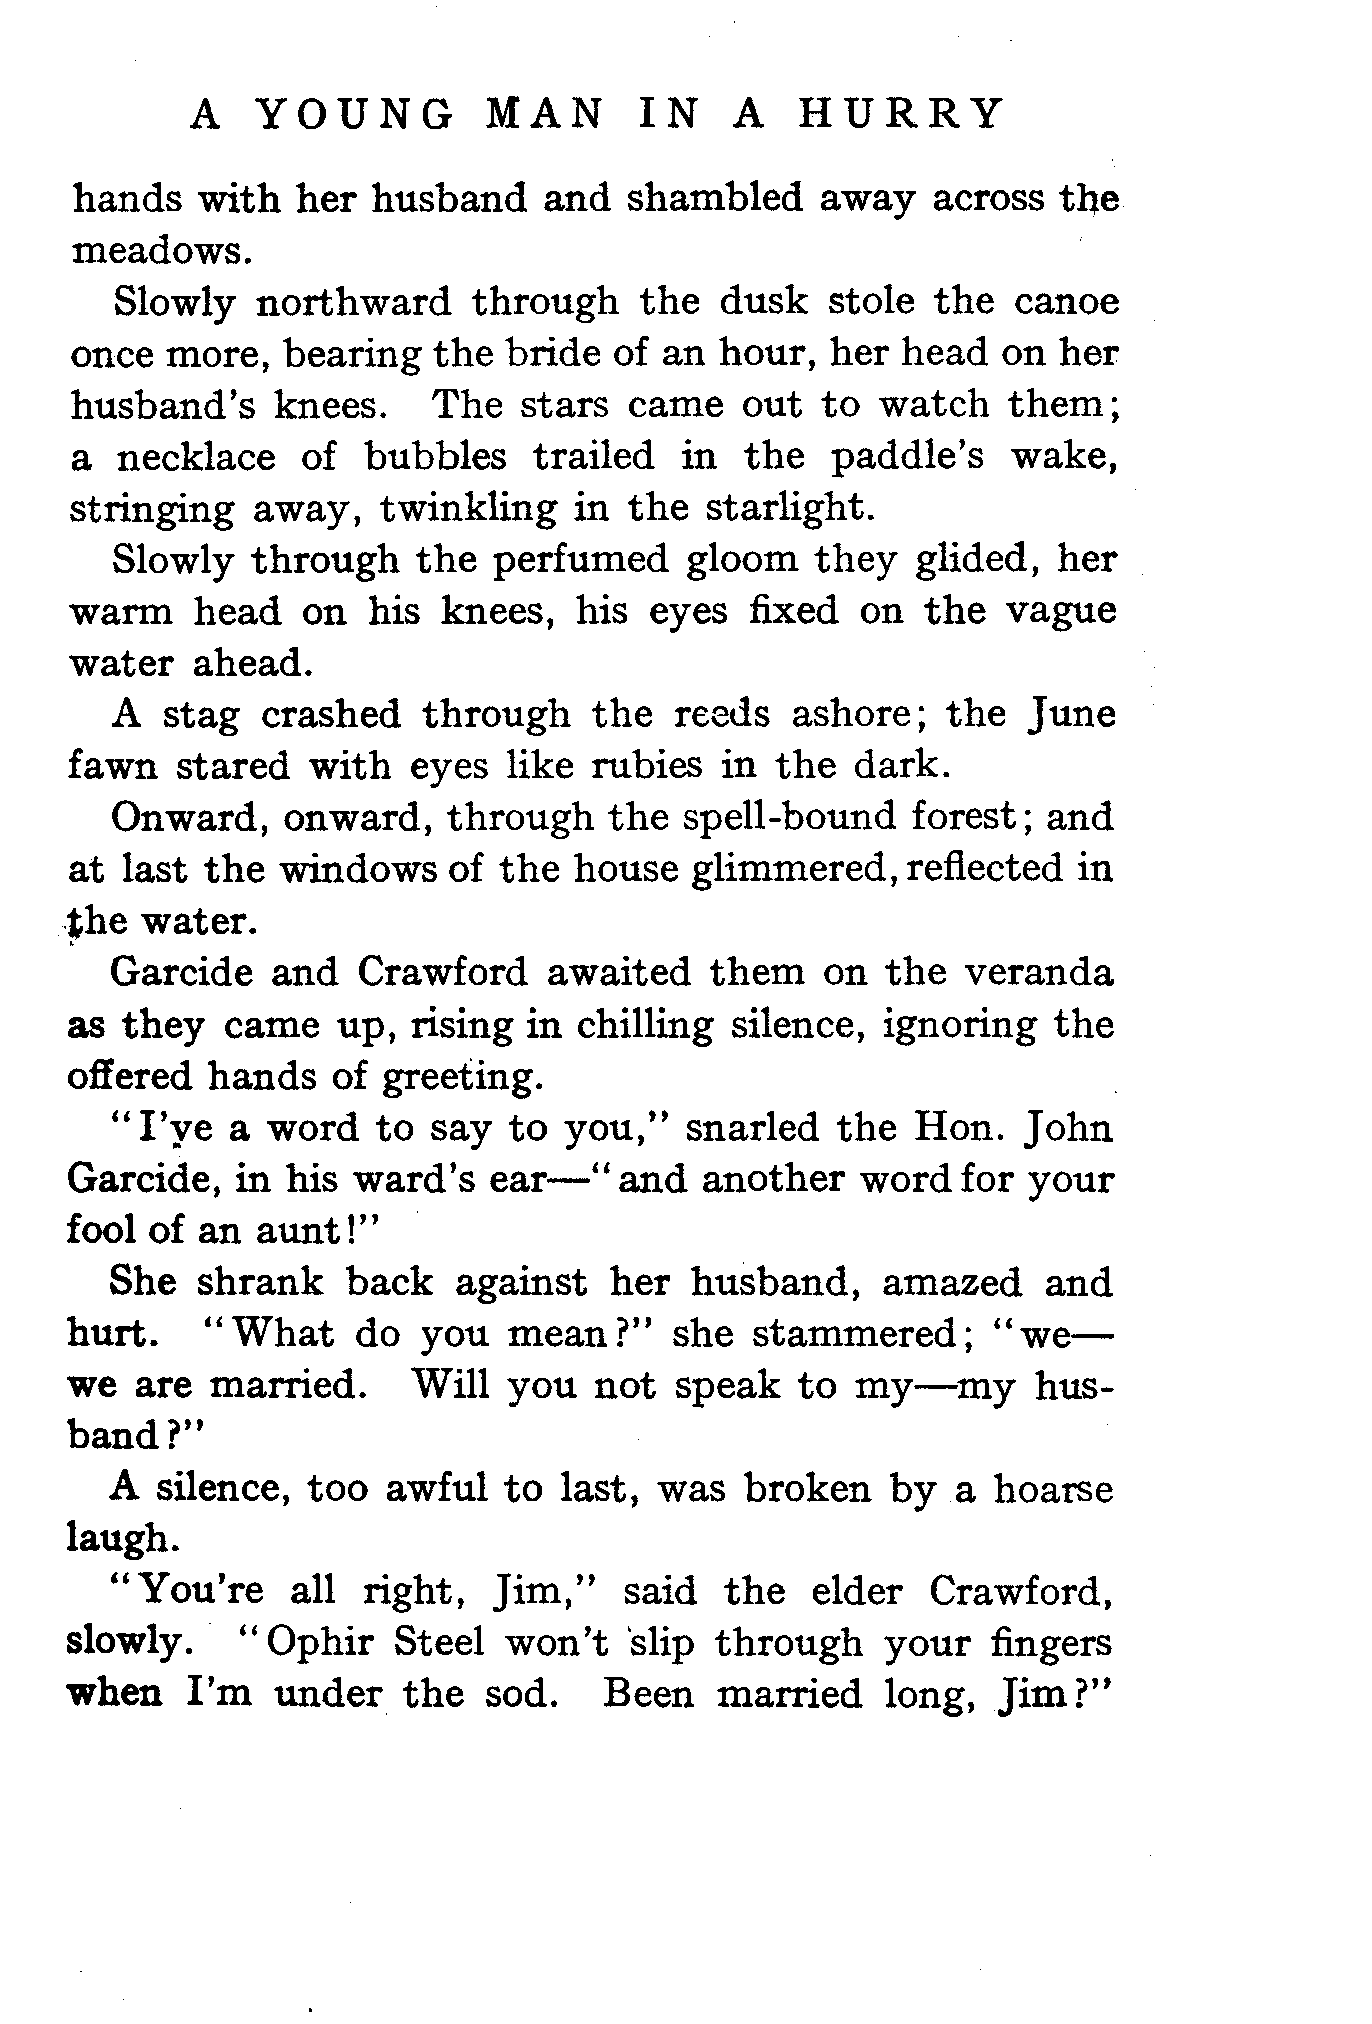 A YOUNG MAN IN A HURRY
hands with her husband and shambled away across the
meadows.
Slowly northward through the dusk stole the canoe
once more, bearing the bride of an hour, her head on her
husband's knees. The stars came out to watch them;
a necklace of bubbles trailed in the paddle's wake,
stringing away, twinkling in the starlight.
Slowly through the perfumed gloom they glided, her
warm head on his knees, his eyes fixed on the vague
water ahead.
A stag crashed through the reeds ashore; the June
fawn stared with eyes like rubies in the dark.
Onward, onward, through the spell-bound forest; and
at last the windows of the house glimmered, reflected in
the water.
Garcide and Crawford awaited them on the veranda
as they came up, rising in chilling silence, ignoring the
offered hands of greeting.
"I've a word to say to you," snarled the Hon. John
Garcide, in his ward's ear—"and another word for your
fool of an aunt!"
She shrank back against her husband, amazed and
hurt. "What do you mean?" she stammered; "we—
we are married. Will you not speak to my—my hus-
band?"
A silence, too awful to last, was broken by a hoarse
laugh.
"You're all right, Jim," said the elder Crawford,
slowly. "Ophir Steel won't slip through your fingers
when I'm under the sod. Been married long, Jim?"